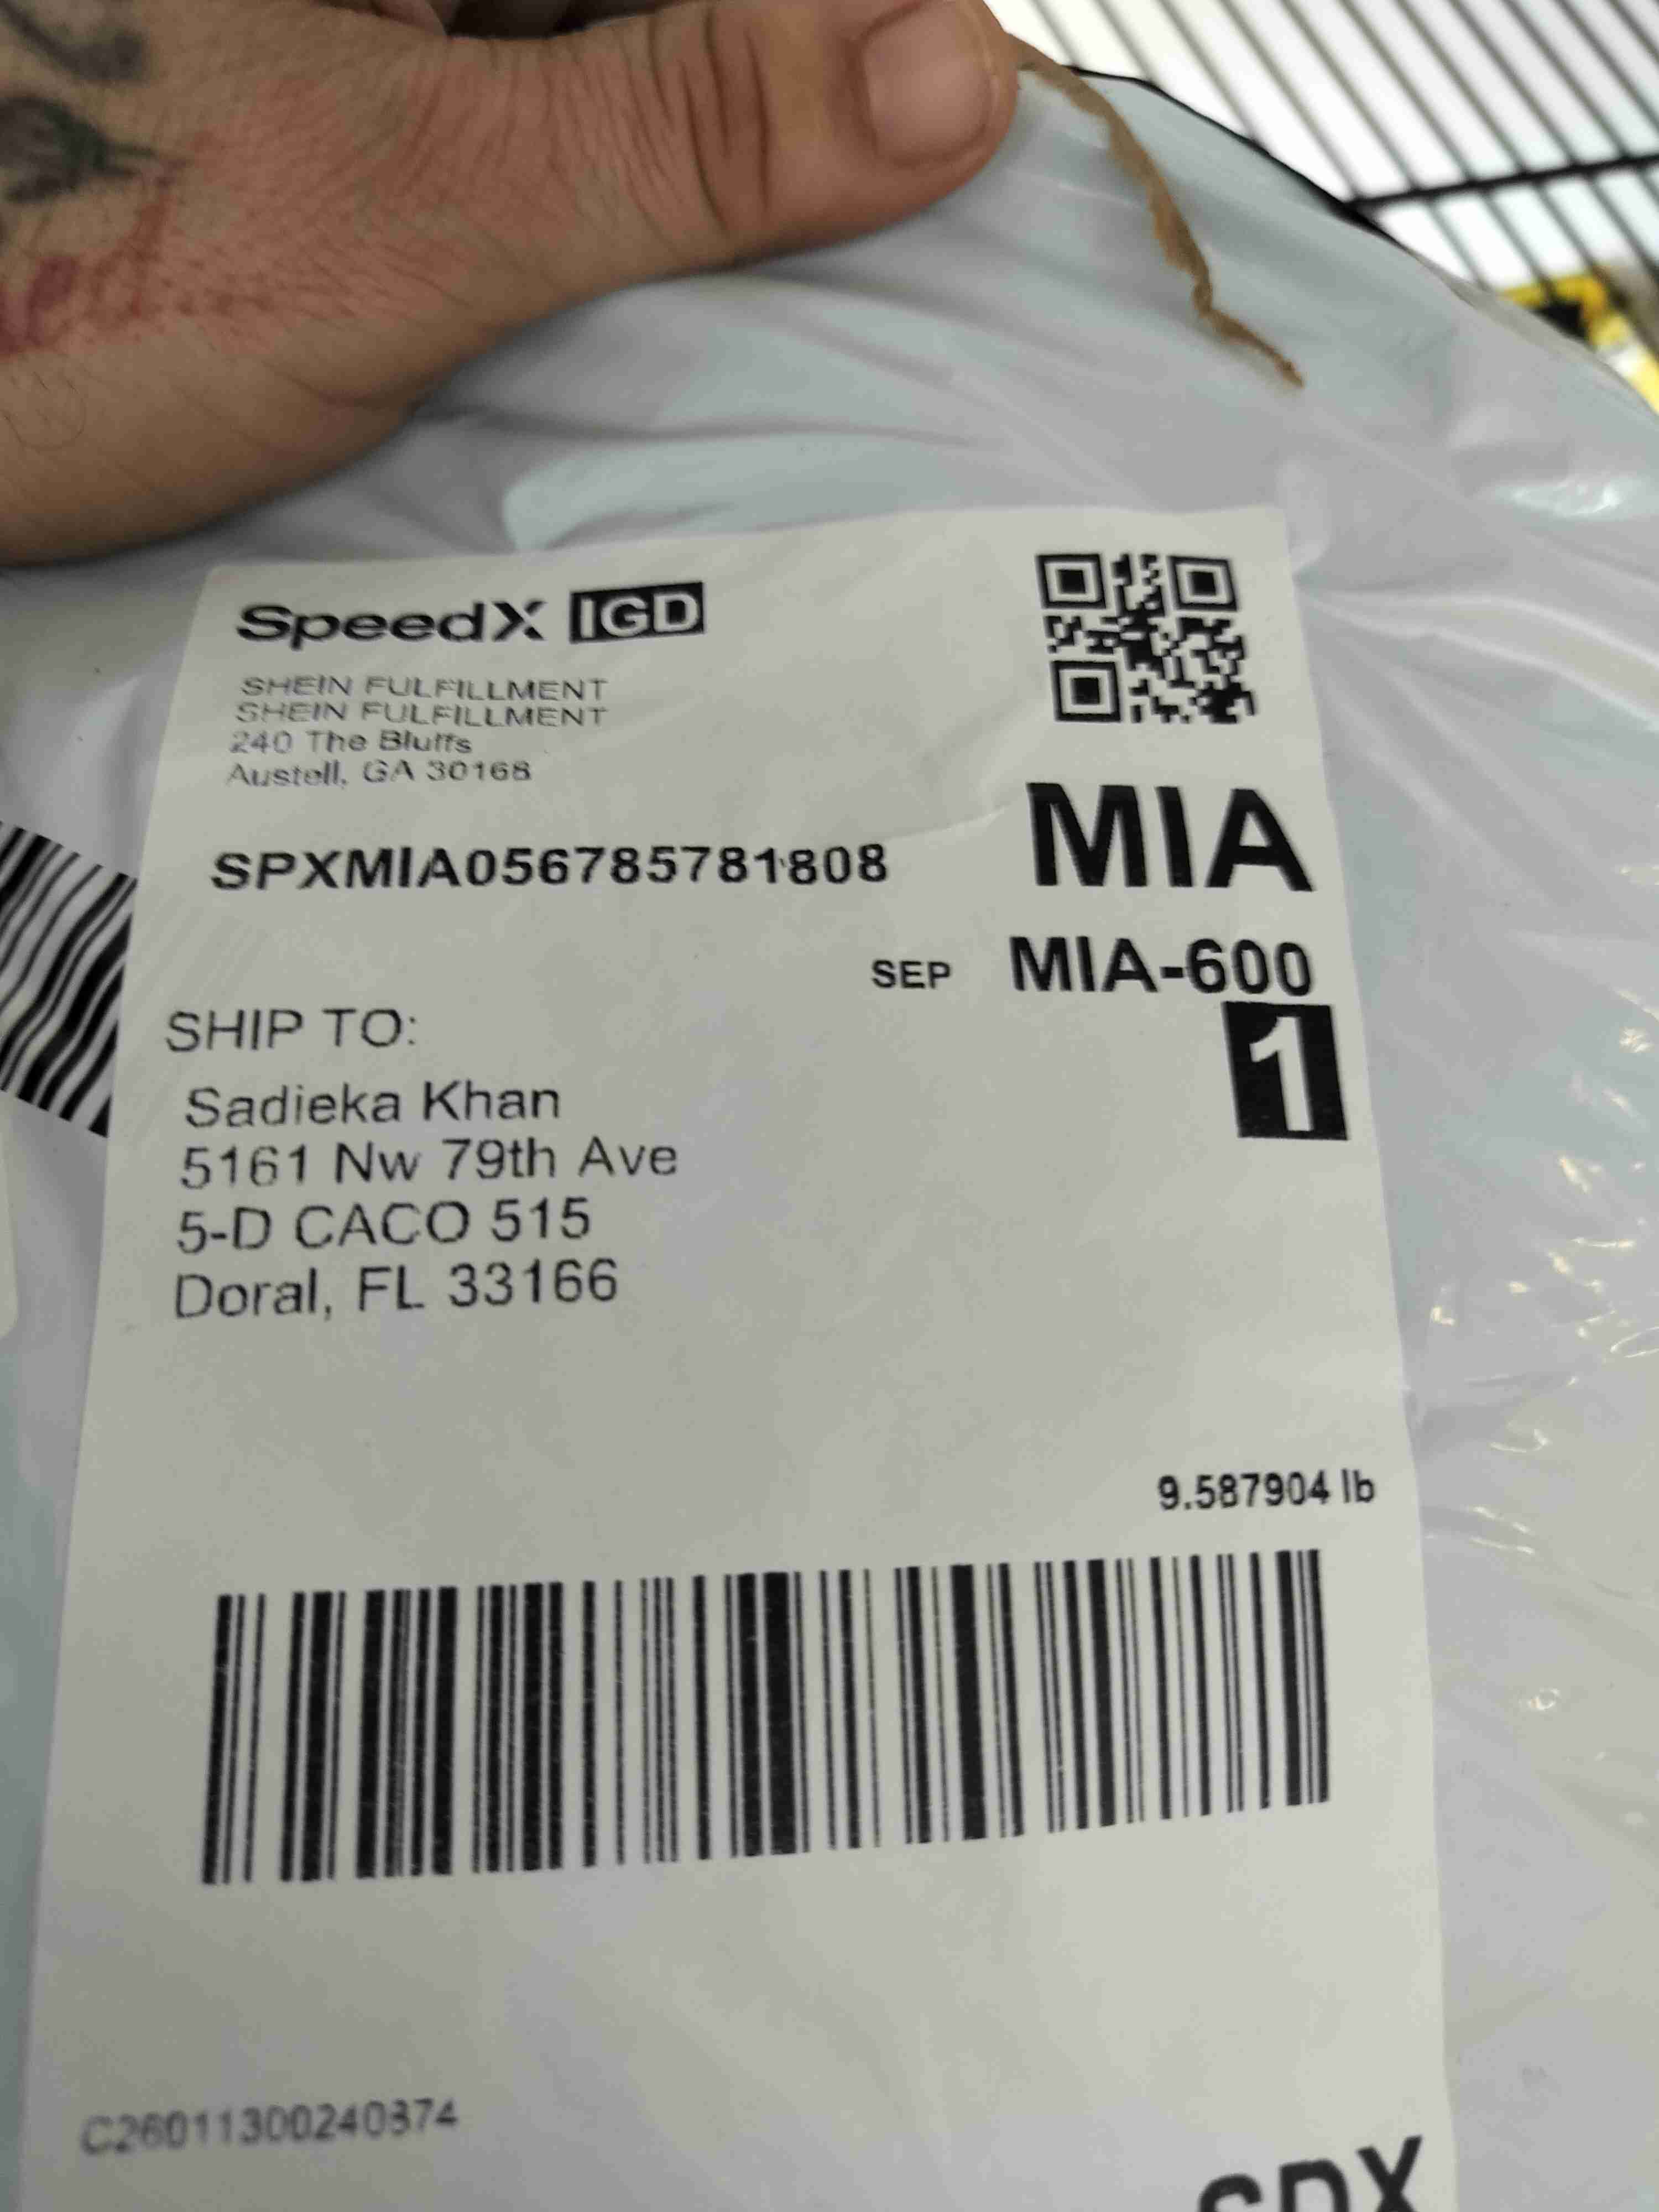 SpeedX IGD
SHEIN FULFILLMENT
SHEIN FULFILLMENT
240 The Bluffs
Austell, GA 30168
SPXMIA056785781808
MIA
SEP MIA-600
1
SHIP TO:
Sadieka Khan
5161 Nw 79th Ave
5-D CACO 515
Doral, FL 33166
9.587904 lb
C26011300240374